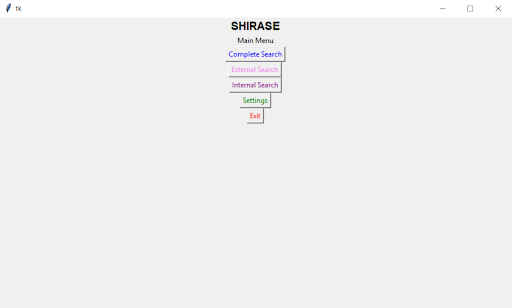 tk
SHIRASE
Main Menu
Complete Search
External Search
Internal Search
Settings
Exit